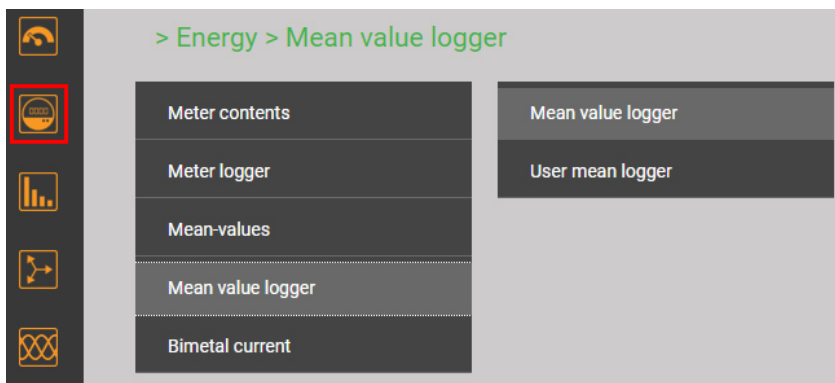 > Energy > Mean value logger
Meter contents
Meter logger
Mean-values
Mean value logger
Bimetal current
Mean value logger
User mean logger